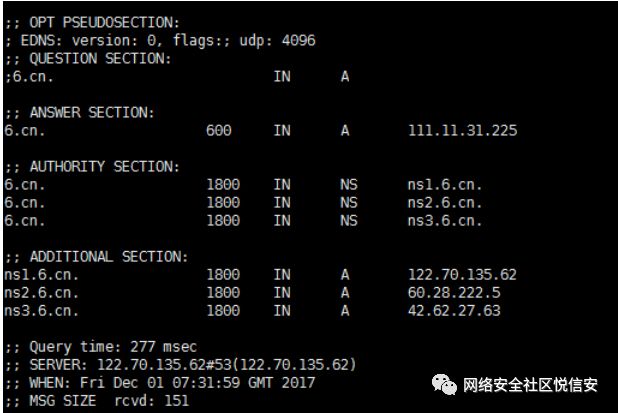 ;; OPT PSEUDOSECTION:
; EDNS: version: 0, flags:; udp: 4096
;; QUESTION SECTION:
;6.cn. IN A
;; ANSWER SECTION:
6.cn. 600 IN A 111.11.31.225
;; AUTHORITY SECTION:
6.cn. 1800 IN NS ns1.6.cn.
6.cn. 1800 IN NS ns2.6.cn.
6.cn. 1800 IN NS ns3.6.cn.
;; ADDITIONAL SECTION:
ns1.6.cn. 1800 IN A 122.70.135.62
ns2.6.cn. 1800 IN A 60.28.222.5
ns3.6.cn. 1800 IN A 42.62.27.63
;; Query time: 277 msec
;; SERVER: 122.70.135.62#53(122.70.135.62)
;; WHEN: Fri Dec 01 07:31:59 GMT 2017
;; MSG SIZE rcvd: 151
网络安全社区悦信安